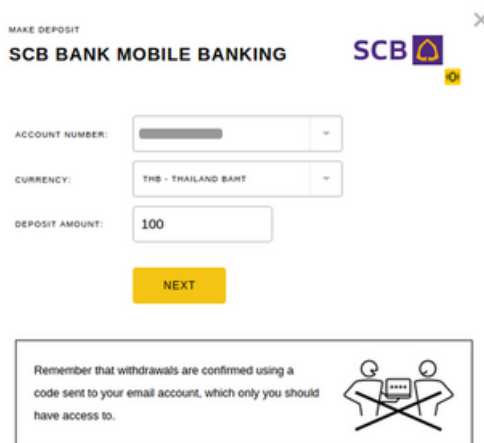 MAKE DEPOSIT
SCB BANK MOBILE BANKING
SCB
ACCOUNT NUMBER:
CURRENCY:
THB - THAILAND BAHT
DEPOSIT AMOUNT:
100
NEXT
Remember that withdrawals are confirmed using a
code sent to your email account, which only you should
have access to.